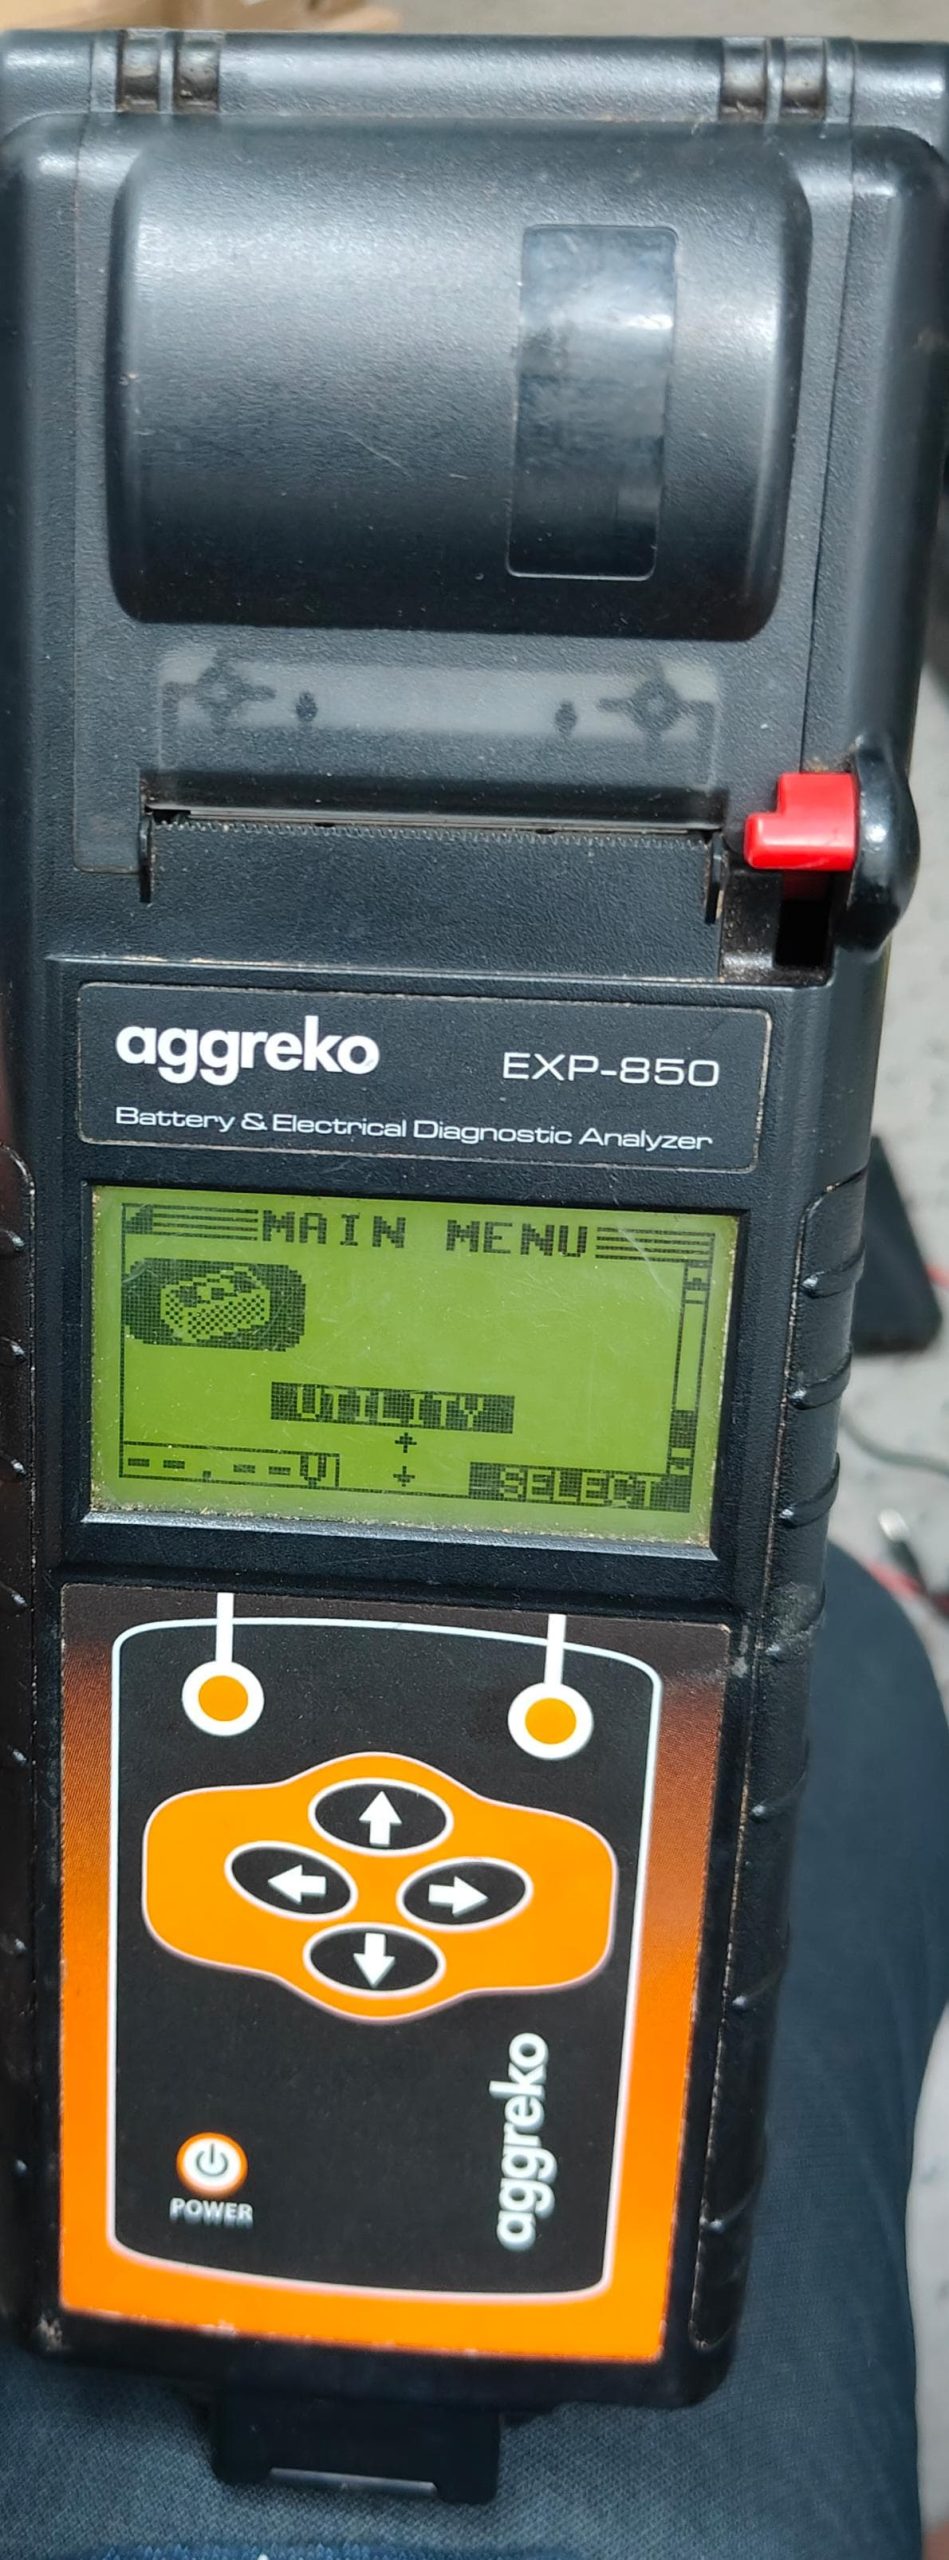 aggreko
EXP-850
Battery & Electrical Diagnostic Analyzer
MAIN MENU
UTILITY
--.--V
SELECT
aggreko
POWER